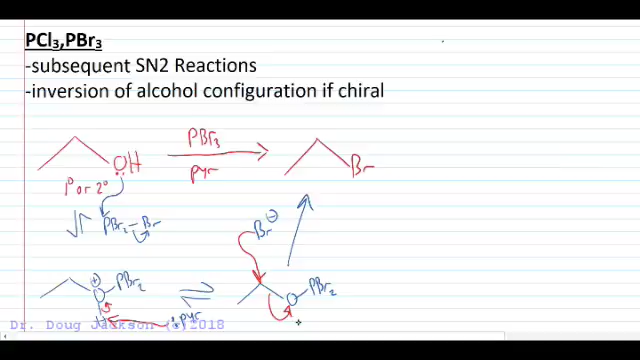 PCl3,PBr3
-subsequent SN2 Reactions
-inversion of alcohol configuration if chiral
PBr3
ÖH
Br
pyr
1° or 2°
PBr2-Br
Br⊖
⊕
O PBr2
O PBr2
H
:pyr
Dr. Doug Jackson (c)2018